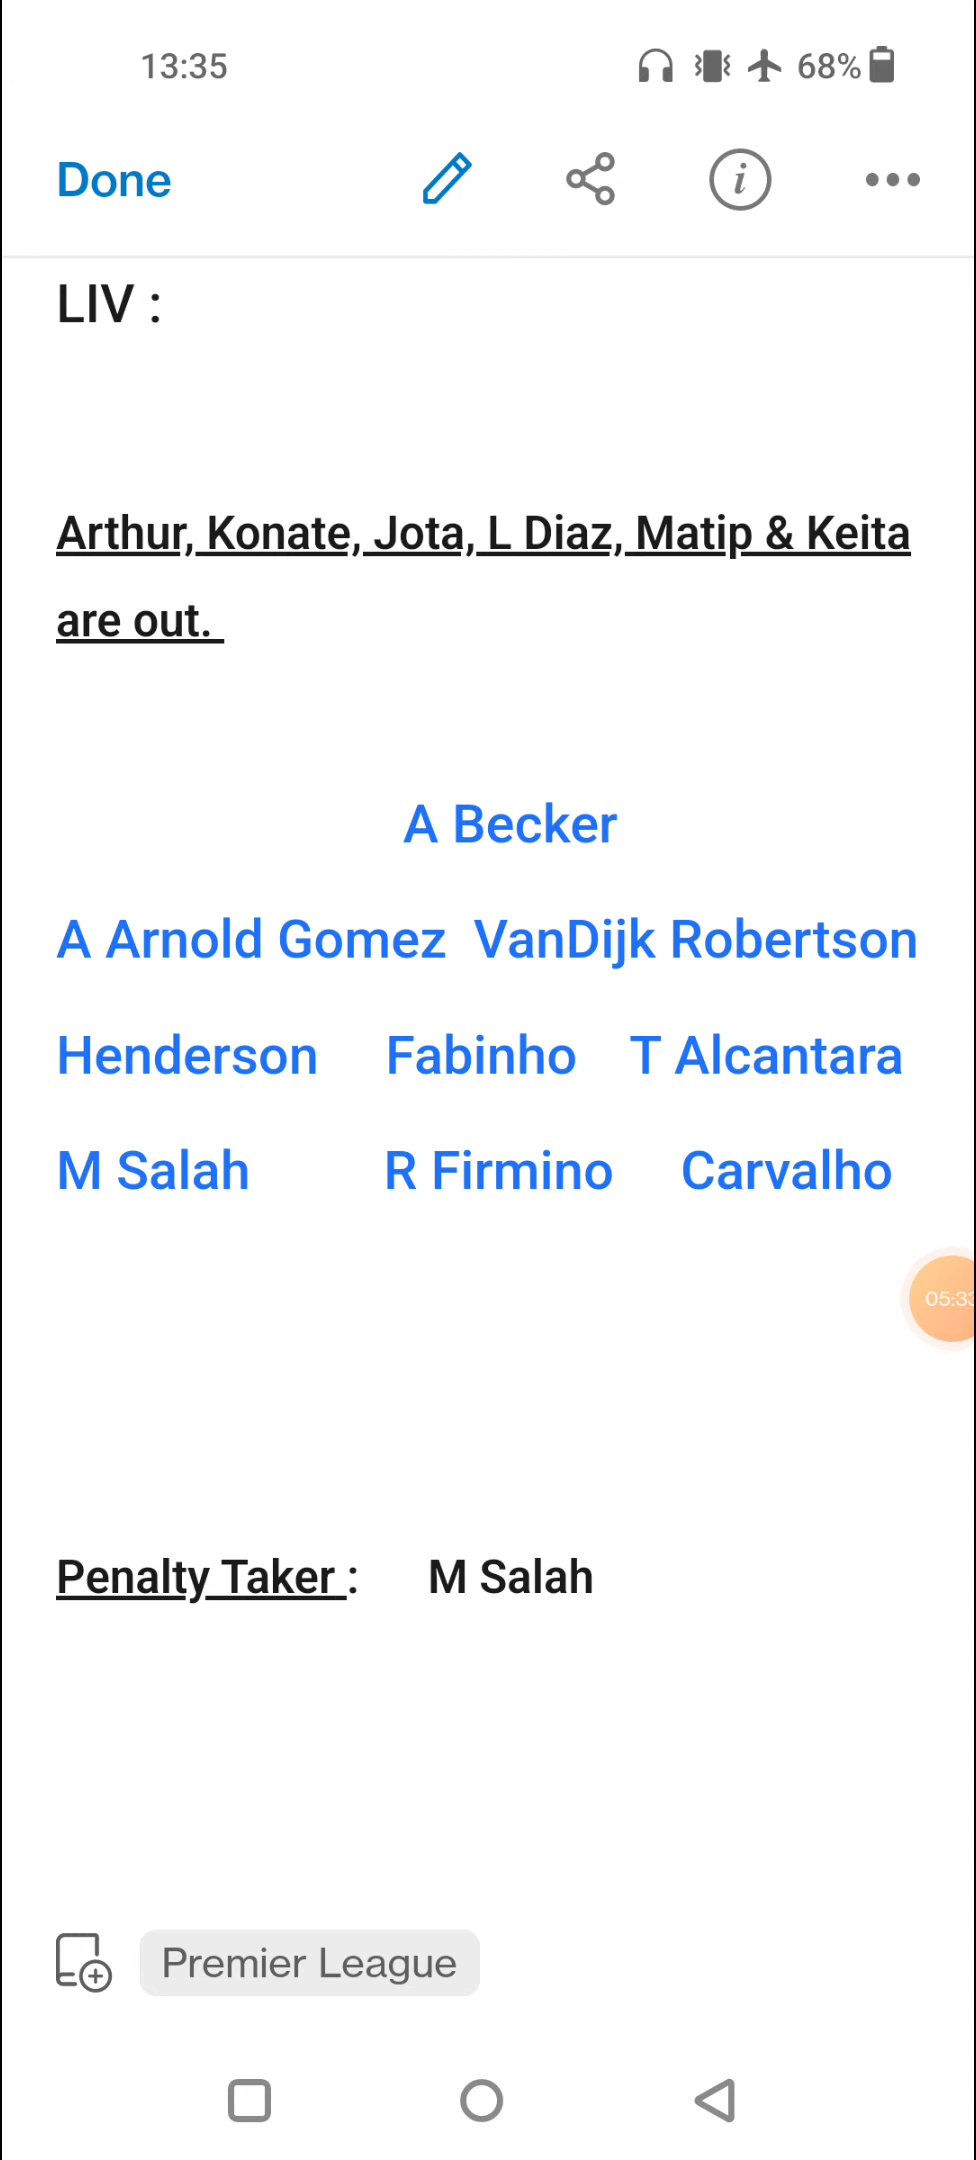 13:35
68%
Done
LIV :
Arthur, Konate, Jota, L Diaz, Matip & Keita
are out.
A Becker
A Arnold Gomez VanDijk Robertson
Henderson Fabinho T Alcantara
M Salah R Firmino Carvalho
Penalty Taker : M Salah
Premier League